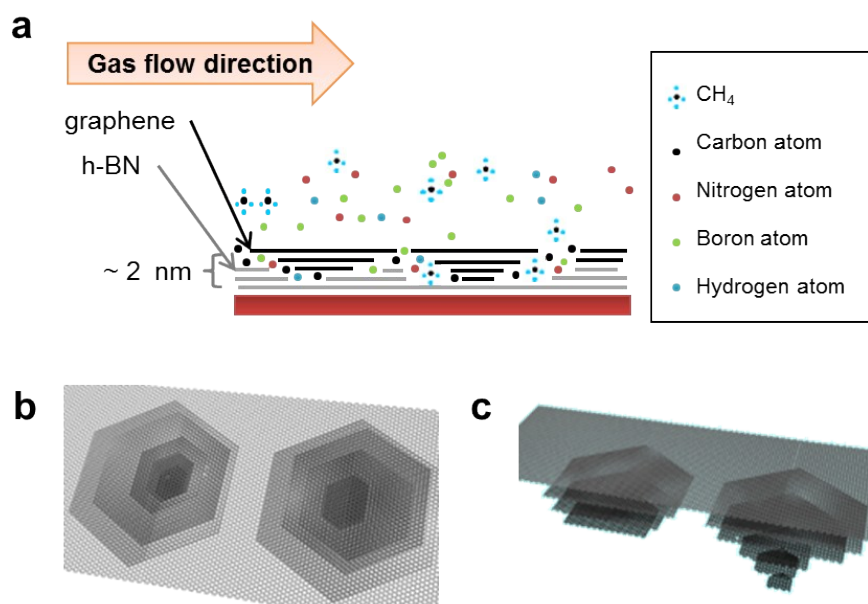 a
Gas flow direction
graphene
h-BN
~ 2 nm
CH4
Carbon atom
Nitrogen atom
Boron atom
Hydrogen atom
b
c